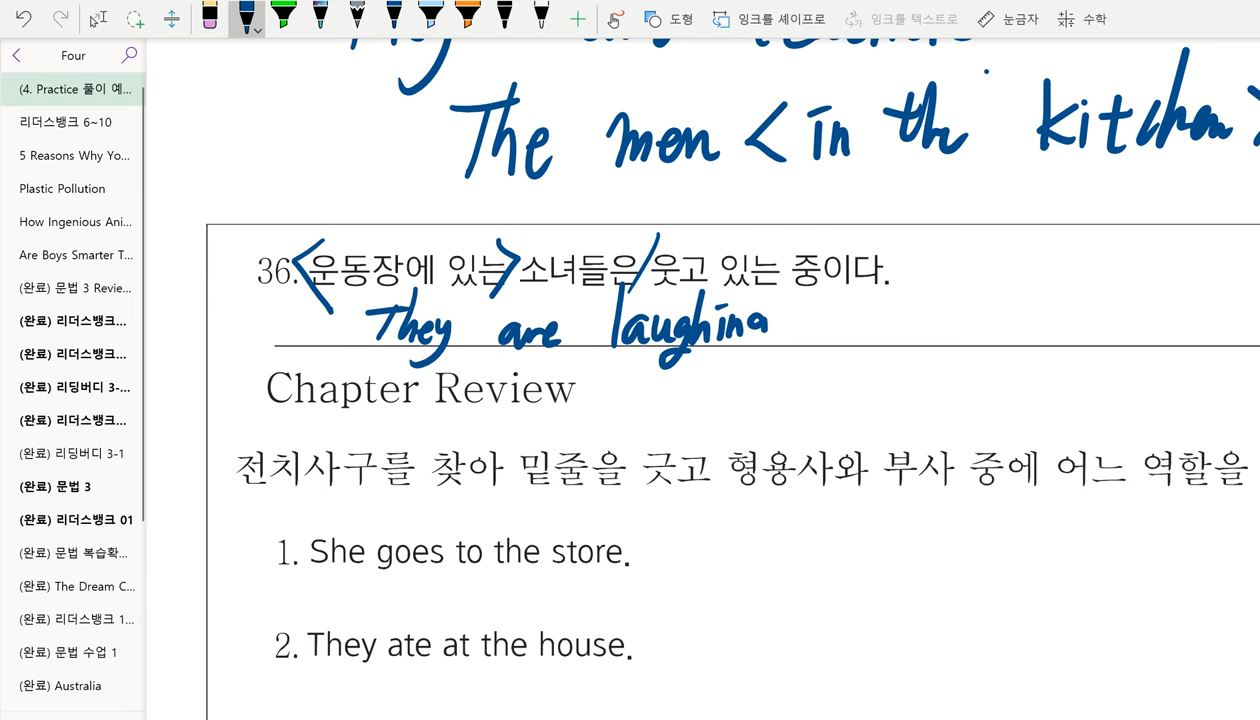 도형
잉크를 셰이프로
잉크를 텍스트로
눈금자
수학
Four
(4. Practice 풀이 예...
리더스뱅크 6~10
5 Reasons Why Yo...
Plastic Pollution
How Ingenious Ani...
Are Boys Smarter T...
(완료) 문법 3 Revie...
(완료) 리더스뱅크...
(완료) 리더스뱅크...
(완료) 리딩버디 3-...
(완료) 리더스뱅크...
(완료) 리딩버디 3-1
(완료) 문법 3
(완료) 리더스뱅크 01
(완료) 문법 복습확...
(완료) The Dream C...
(완료) 리더스뱅크 1...
(완료) 문법 수업 1
(완료) Australia
The men < in the kitchen >
36. <운동장에 있는> 소녀들은 / 웃고 있는 중이다.
They are laughing
Chapter Review
전치사구를 찾아 밑줄을 긋고 형용사와 부사 중에 어느 역할을
1. She goes to the store.
2. They ate at the house.